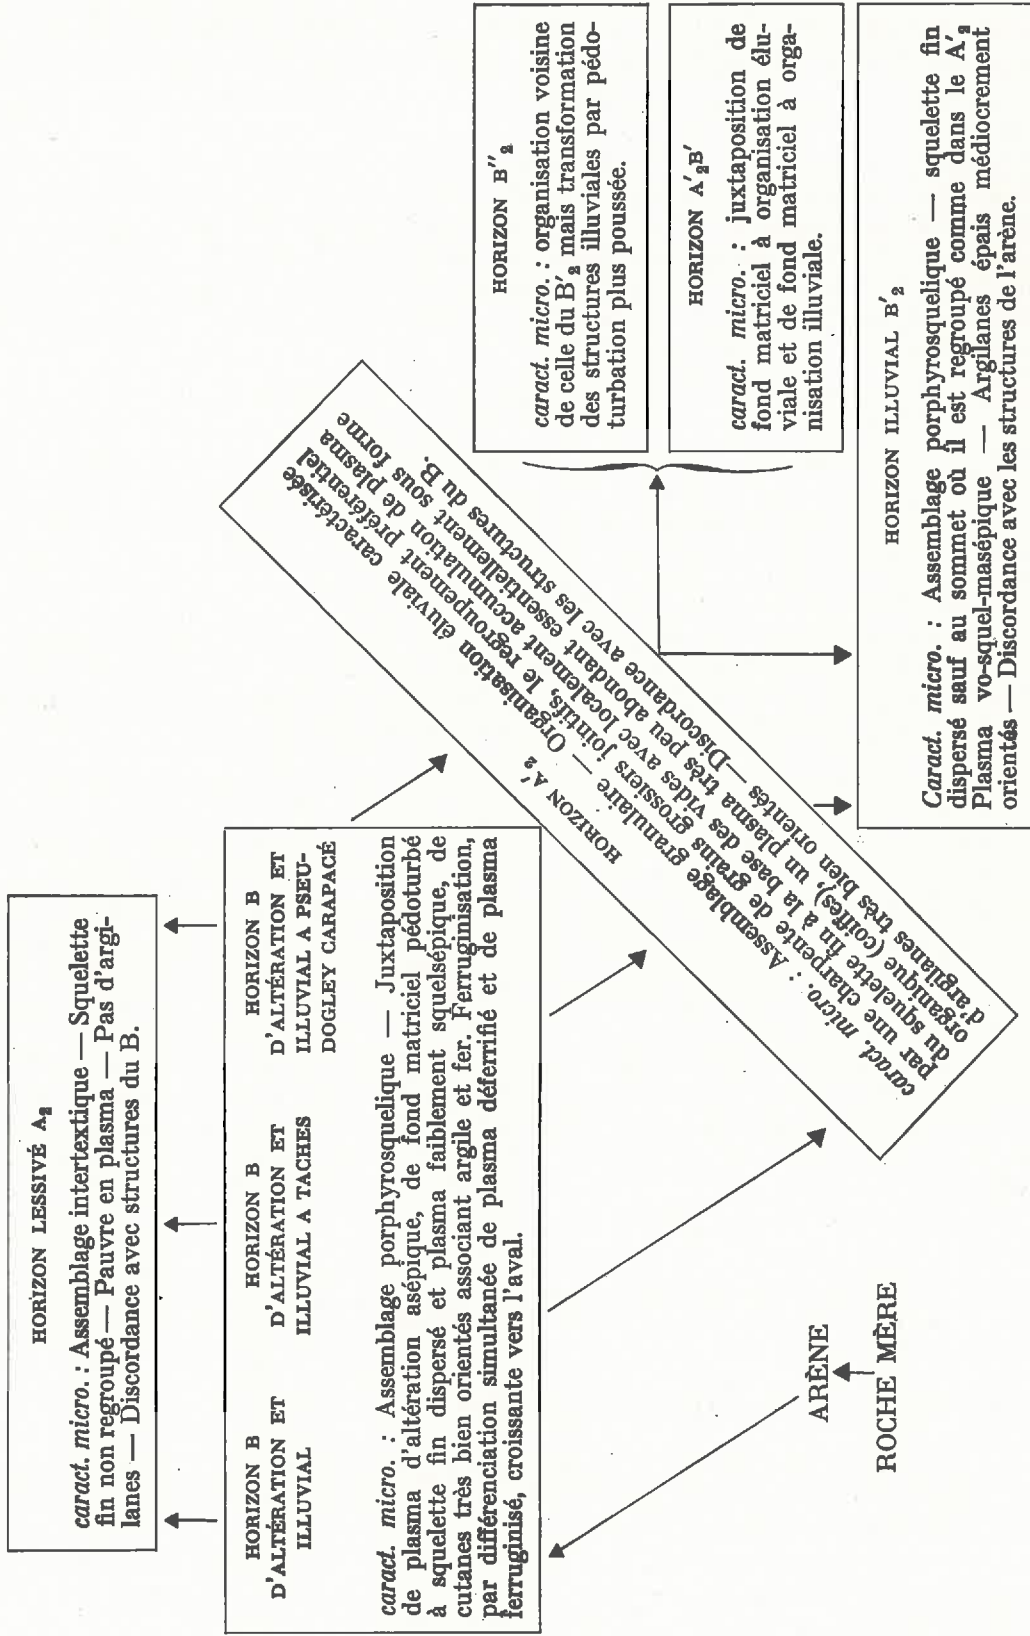 HORIZON LESSIVÉ A₂
caract. micro. : Assemblage intertextique — Squelette
fin non regroupé — Pauvre en plasma — Pas d'argi-
lanes — Discordance avec structures du B.
HORIZON B
D'ALTÉRATION ET
ILLUVIAL
HORIZON B
D'ALTÉRATION ET
ILLUVIAL A TACHES
HORIZON B
D'ALTÉRATION ET
ILLUVIAL A PSEU-
DOGLEY CARAPACÉ
caract. micro. : Assemblage porphyrosquelique — Juxtaposition
de plasma d'altération asépique, de fond matriciel pédoturbé
à squelette fin dispersé et plasma faiblement squelsépique, de
cutanes très bien orientés associant argile et fer. Ferruginisation,
par différenciation simultanée de plasma déferrifié et de plasma
ferruginisé, croissante vers l'aval.
ARÈNE
ROCHE MÈRE
HORIZON A'₂
caract. micro. : Assemblage granulaire — Organisation éluviale caractérisée
par une charpente de grains grossiers jointifs, le regroupement préférentiel
du squelette fin à la base des vides avec localement accumulation de plasma
organique (coiffes), un plasma très peu abondant essentiellement sous forme
d'argilanes très bien orientés — Discordance avec les structures du B.
HORIZON B''₂
caract. micro. : organisation voisine
de celle du B'₂ mais transformation
des structures illuviales par pédo-
turbation plus poussée.
HORIZON A'₂B'
caract. micro. : juxtaposition de
fond matriciel à organisation élu-
viale et de fond matriciel à orga-
nisation illuviale.
HORIZON ILLUVIAL B'₂
Caract. micro. : Assemblage porphyrosquelique — squelette fin
dispersé sauf au sommet où il est regroupé comme dans le A'₂
Plasma vo-squel-masépique — Argilanes épais médiocrement
orientés — Discordance avec les structures de l'arène.